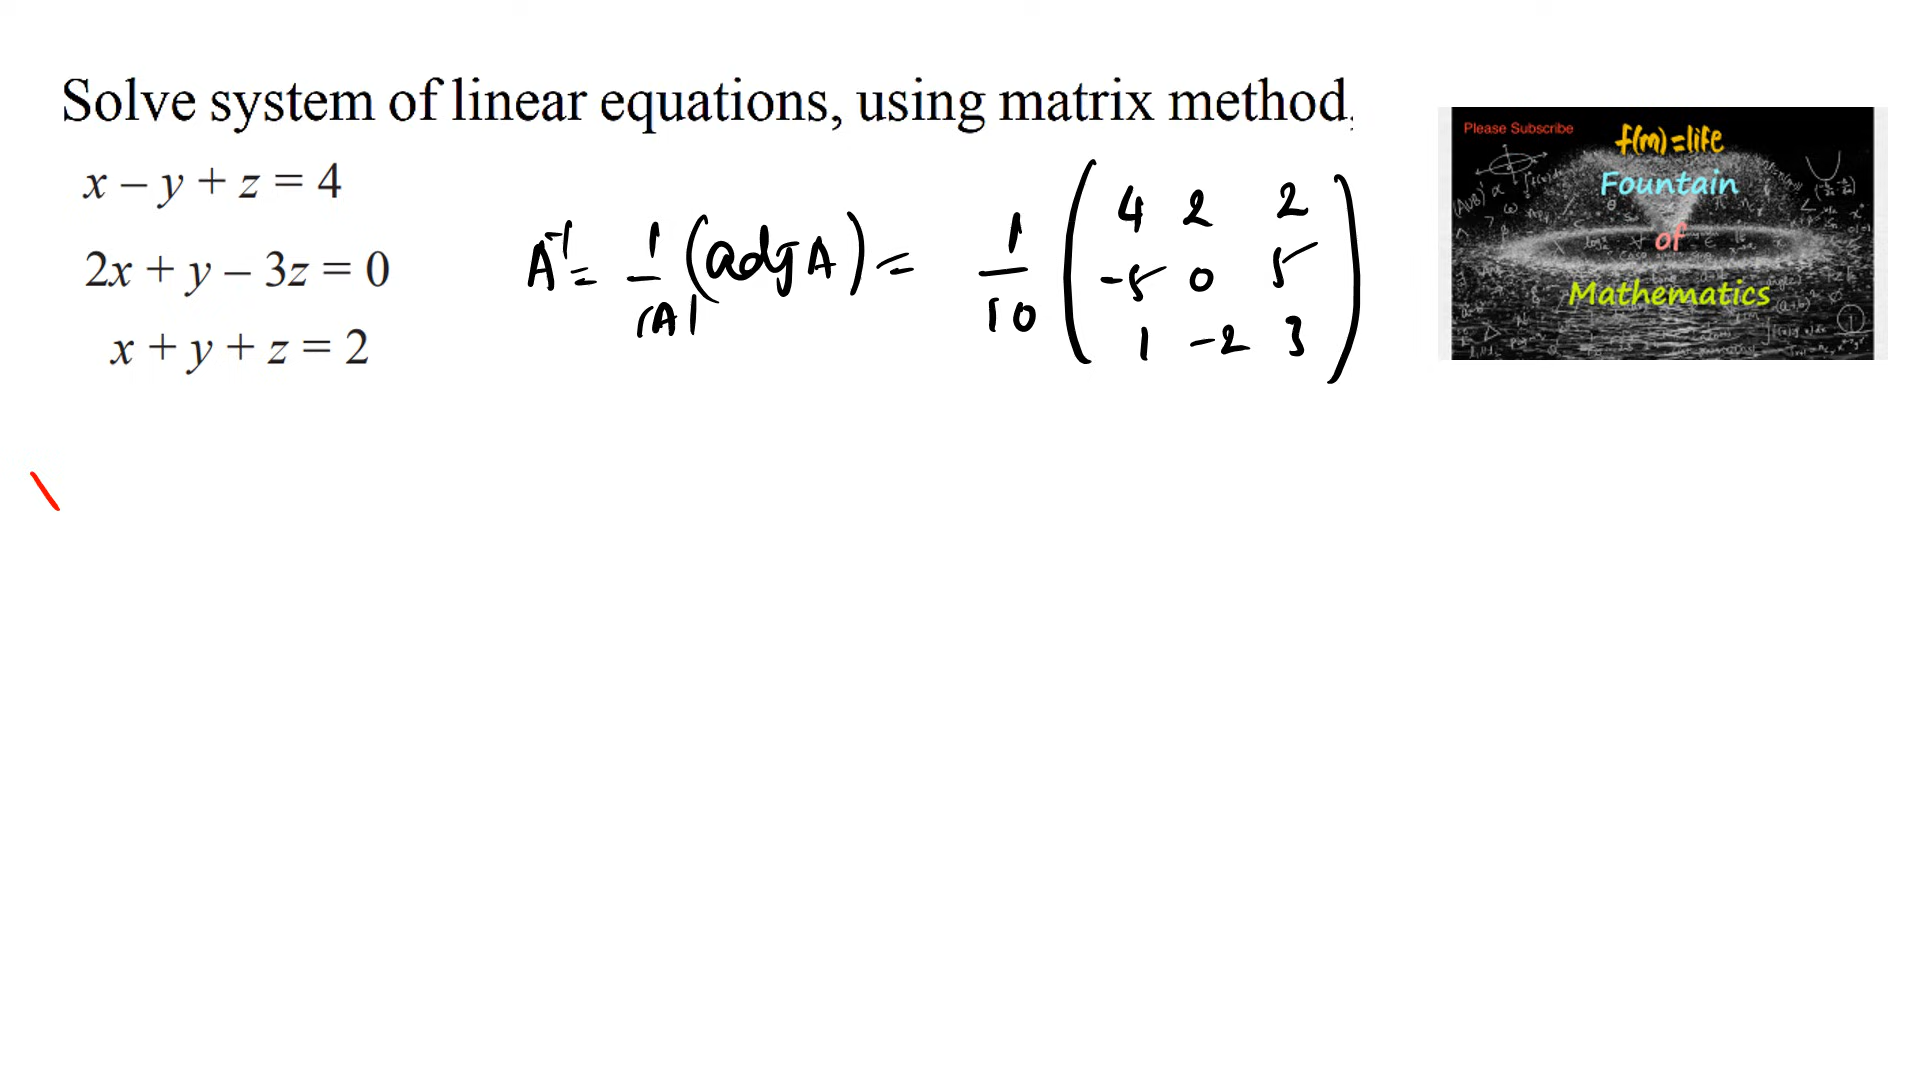 Solve system of linear equations, using matrix method,
x – y + z = 4
2x + y – 3z = 0
x + y + z = 2
A⁻¹ = 1/|A| (adj A) = 1/10 ( 4 2 2
-5 0 5
1 -2 3 )
Please Subscribe
f(m)=life
Fountain
of
Mathematics